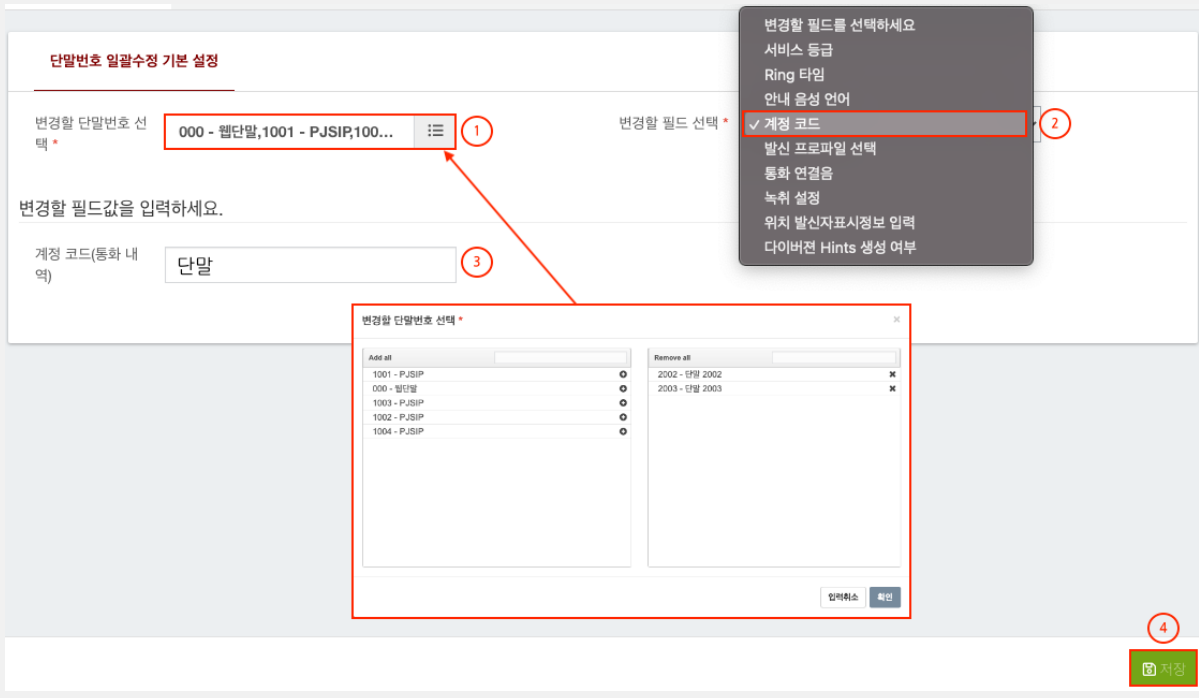 단말번호 일괄수정 기본 설정
변경할 단말번호 선
택 *
000 - 웹단말,1001 - PJSIP,100...
1
변경할 필드 선택 *
변경할 필드를 선택하세요
서비스 등급
Ring 타임
안내 음성 언어
✓ 계정 코드
발신 프로파일 선택
통화 연결음
녹취 설정
위치 발신자표시정보 입력
다이버젼 Hints 생성 여부
2
변경할 필드값을 입력하세요.
계정 코드(통화 내
역)
단말
3
변경할 단말번호 선택 *
×
Add all
1001 - PJSIP
000 - 웹단말
1003 - PJSIP
1002 - PJSIP
1004 - PJSIP
Remove all
2002 - 단말 2002
2003 - 단말 2003
입력취소
확인
4
저장